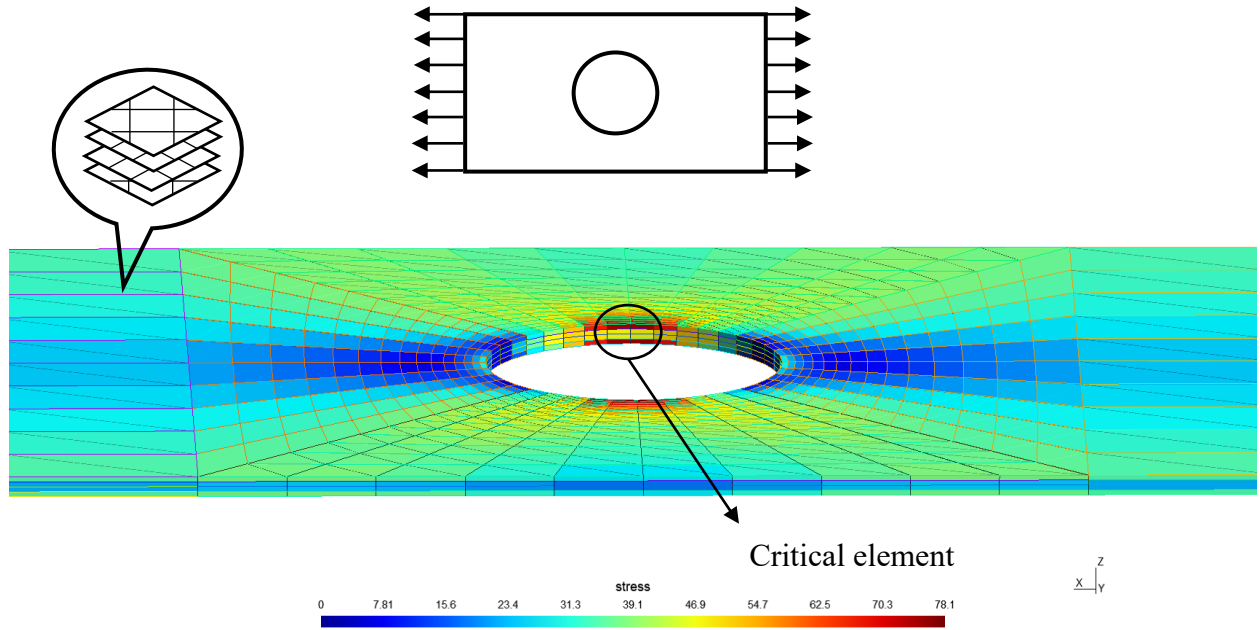 Critical element
Z
X
Y
stress
0 7.81 15.6 23.4 31.3 39.1 46.9 54.7 62.5 70.3 78.1